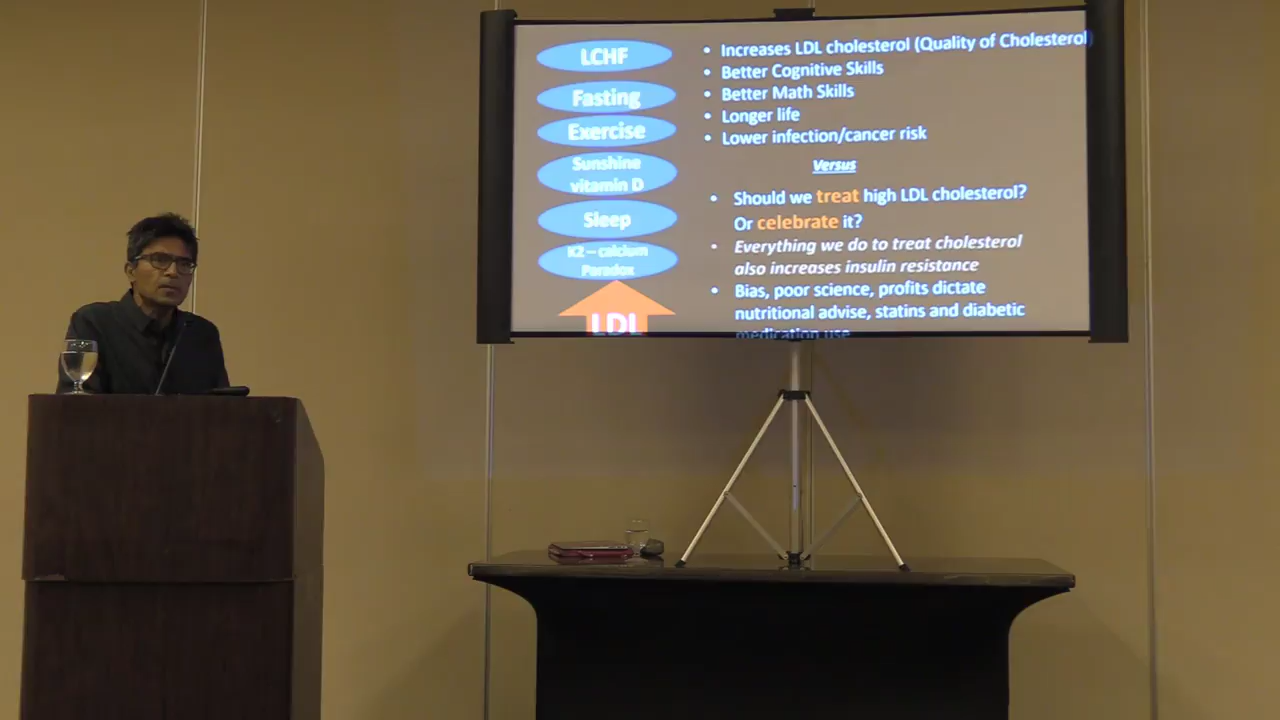 LCHF
Fasting
Exercise
Sunshine
vitamin D
Sleep
K2 – calcium
Paradox
LDL
• Increases LDL cholesterol (Quality of Cholesterol)
• Better Cognitive Skills
• Better Math Skills
• Longer life
• Lower infection/cancer risk
Versus
• Should we treat high LDL cholesterol?
Or celebrate it?
• Everything we do to treat cholesterol
also increases insulin resistance
• Bias, poor science, profits dictate
nutritional advise, statins and diabetic
medication use